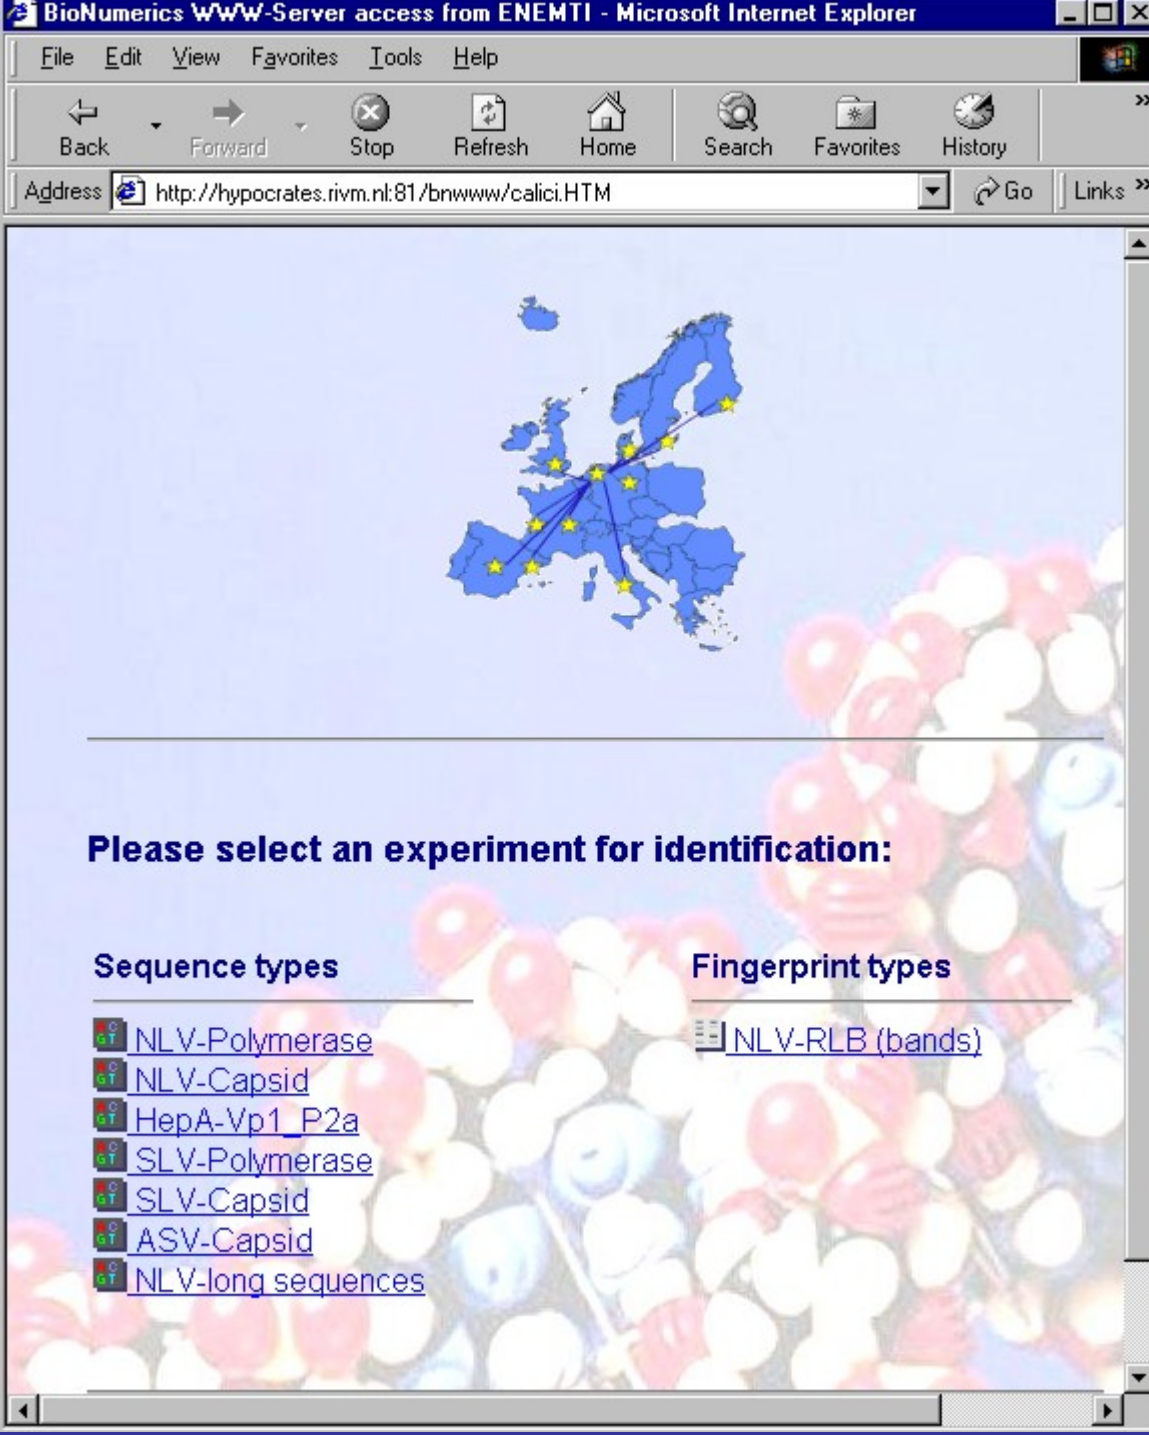 BioNumerics WWW-Server access from ENEMTI - Microsoft Internet Explorer
File Edit View Favorites Tools Help
Back Forward Stop Refresh Home Search Favorites History
Address http://hypocrates.rivm.nl:81/bnwww/calici.HTM Go Links
Please select an experiment for identification:
Sequence types Fingerprint types
NLV-Polymerase NLV-RLB (bands)
NLV-Capsid
HepA-Vp1_P2a
SLV-Polymerase
SLV-Capsid
ASV-Capsid
NLV-long sequences